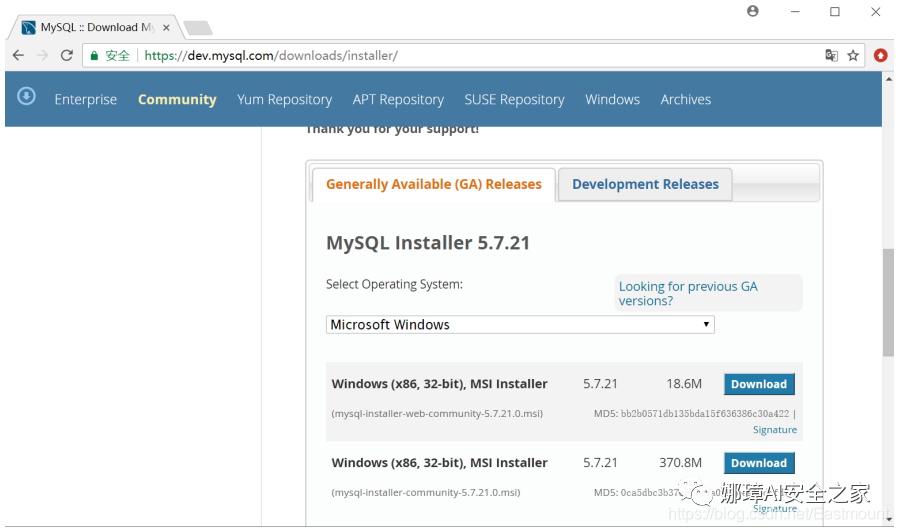 MySQL :: Download My
安全
https://dev.mysql.com/downloads/installer/
Enterprise Community Yum Repository APT Repository SUSE Repository Windows Archives
Thank you for your support!
Generally Available (GA) Releases Development Releases
MySQL Installer 5.7.21
Select Operating System:
Looking for previous GA
versions?
Microsoft Windows
Windows (x86, 32-bit), MSI Installer 5.7.21 18.6M Download
(mysql-installer-web-community-5.7.21.0.msi) MD5: bb2b0571db135bda15f636386c30a422 |
Signature
Windows (x86, 32-bit), MSI Installer 5.7.21 370.8M Download
(mysql-installer-community-5.7.21.0.msi) MD5:
娜璋AI安全之家
Signature
https://blog.csdn.net/Eastmount